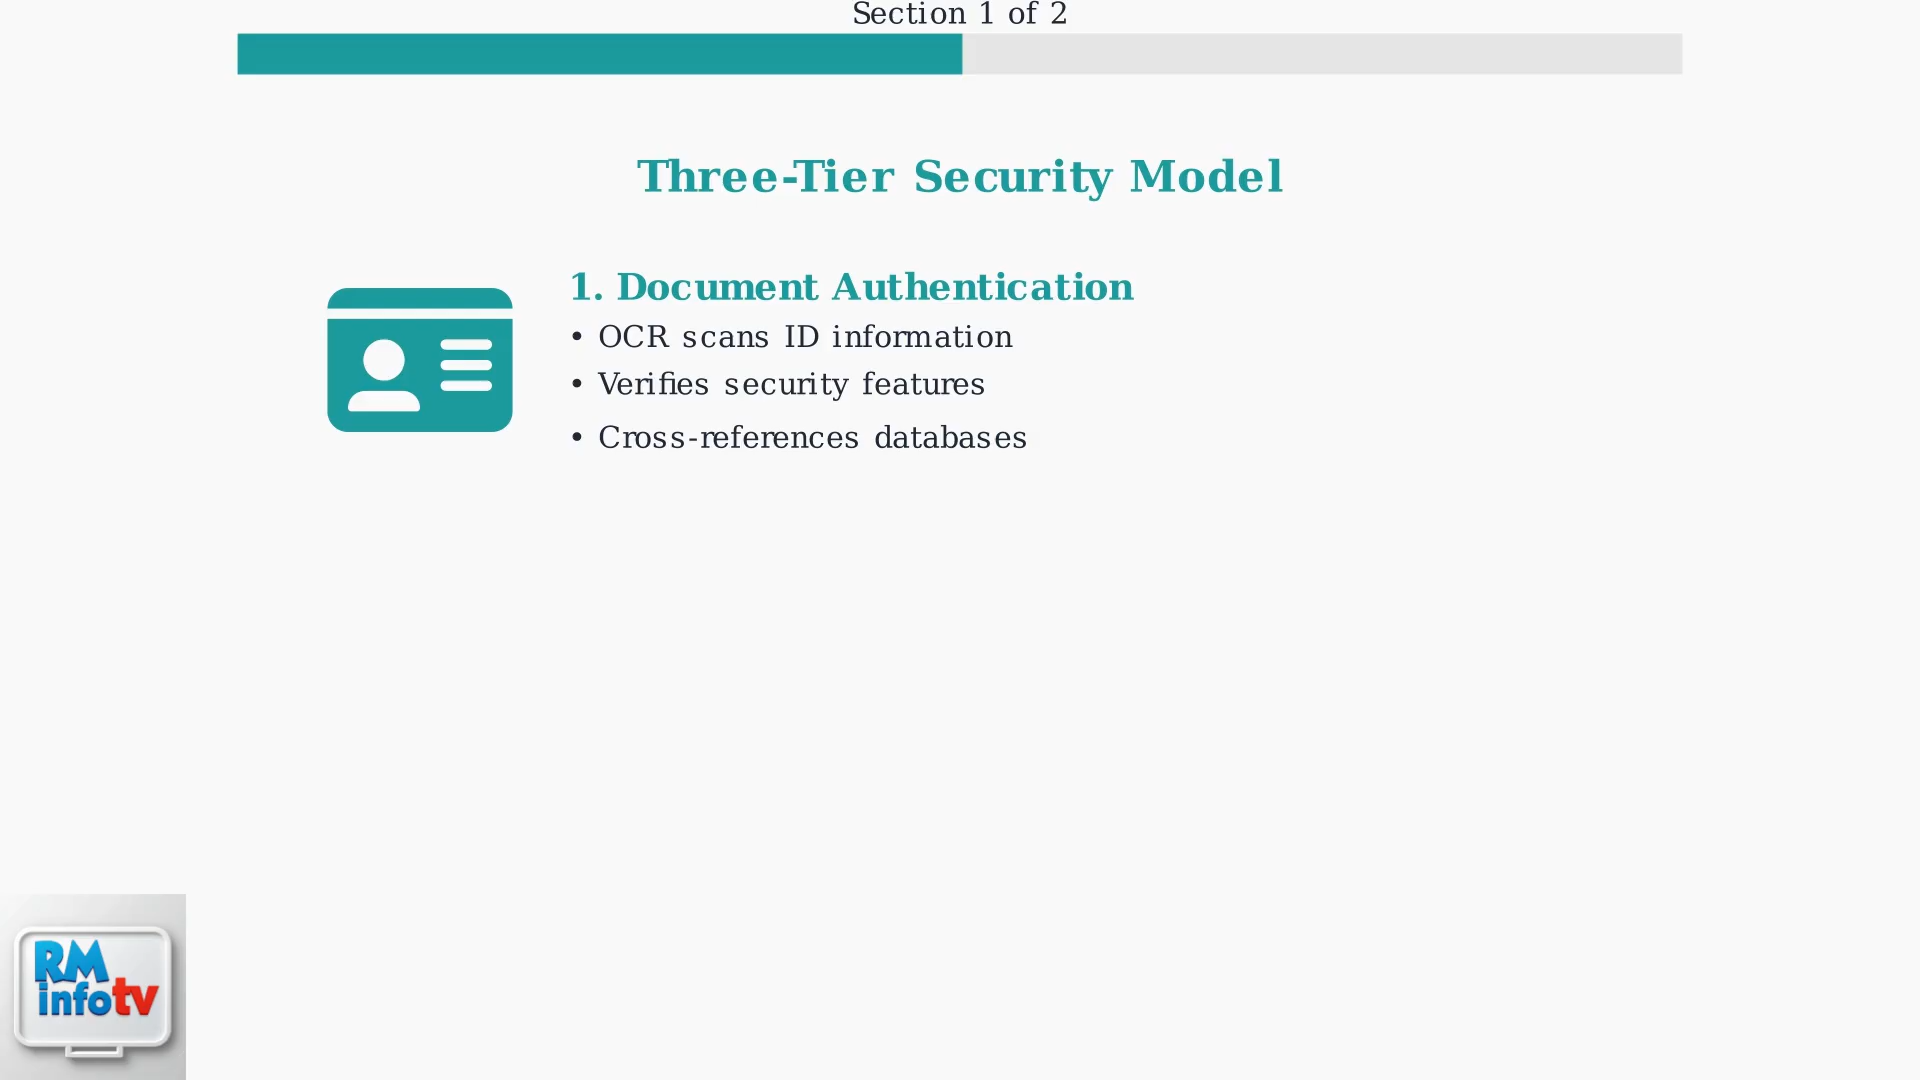 Section 1 of 2
Three-Tier Security Model
1. Document Authentication
• OCR scans ID information
• Verifies security features
• Cross-references databases
RM
infotv